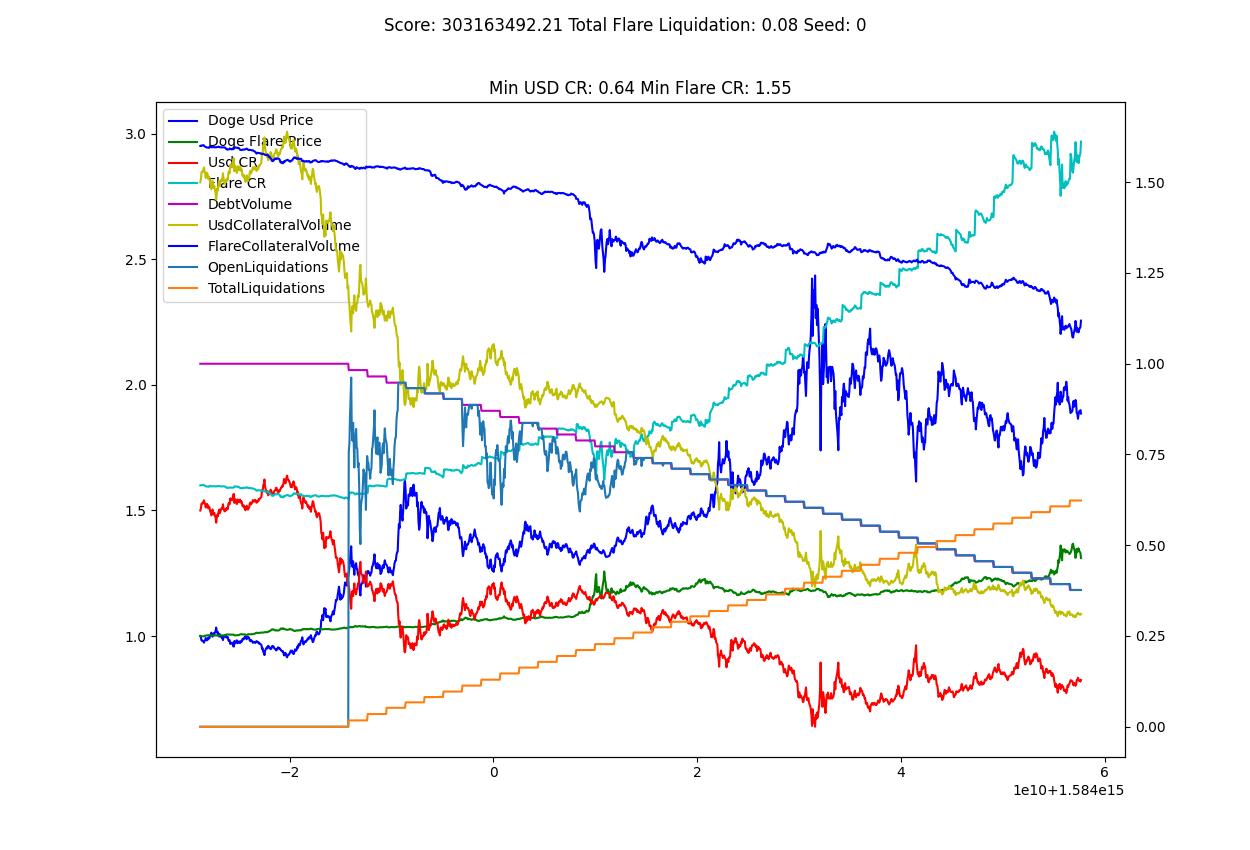 Score: 303163492.21 Total Flare Liquidation: 0.08 Seed: 0
Min USD CR: 0.64 Min Flare CR: 1.55
Doge Usd Price
Doge Flare Price
Usd CR
Flare CR
DebtVolume
UsdCollateralVolume
FlareCollateralVolume
OpenLiquidations
TotalLiquidations
3.0
2.5
2.0
1.5
1.0
1.50
1.25
1.00
0.75
0.50
0.25
0.00
−2
0
2
4
6
1e10+1.584e15